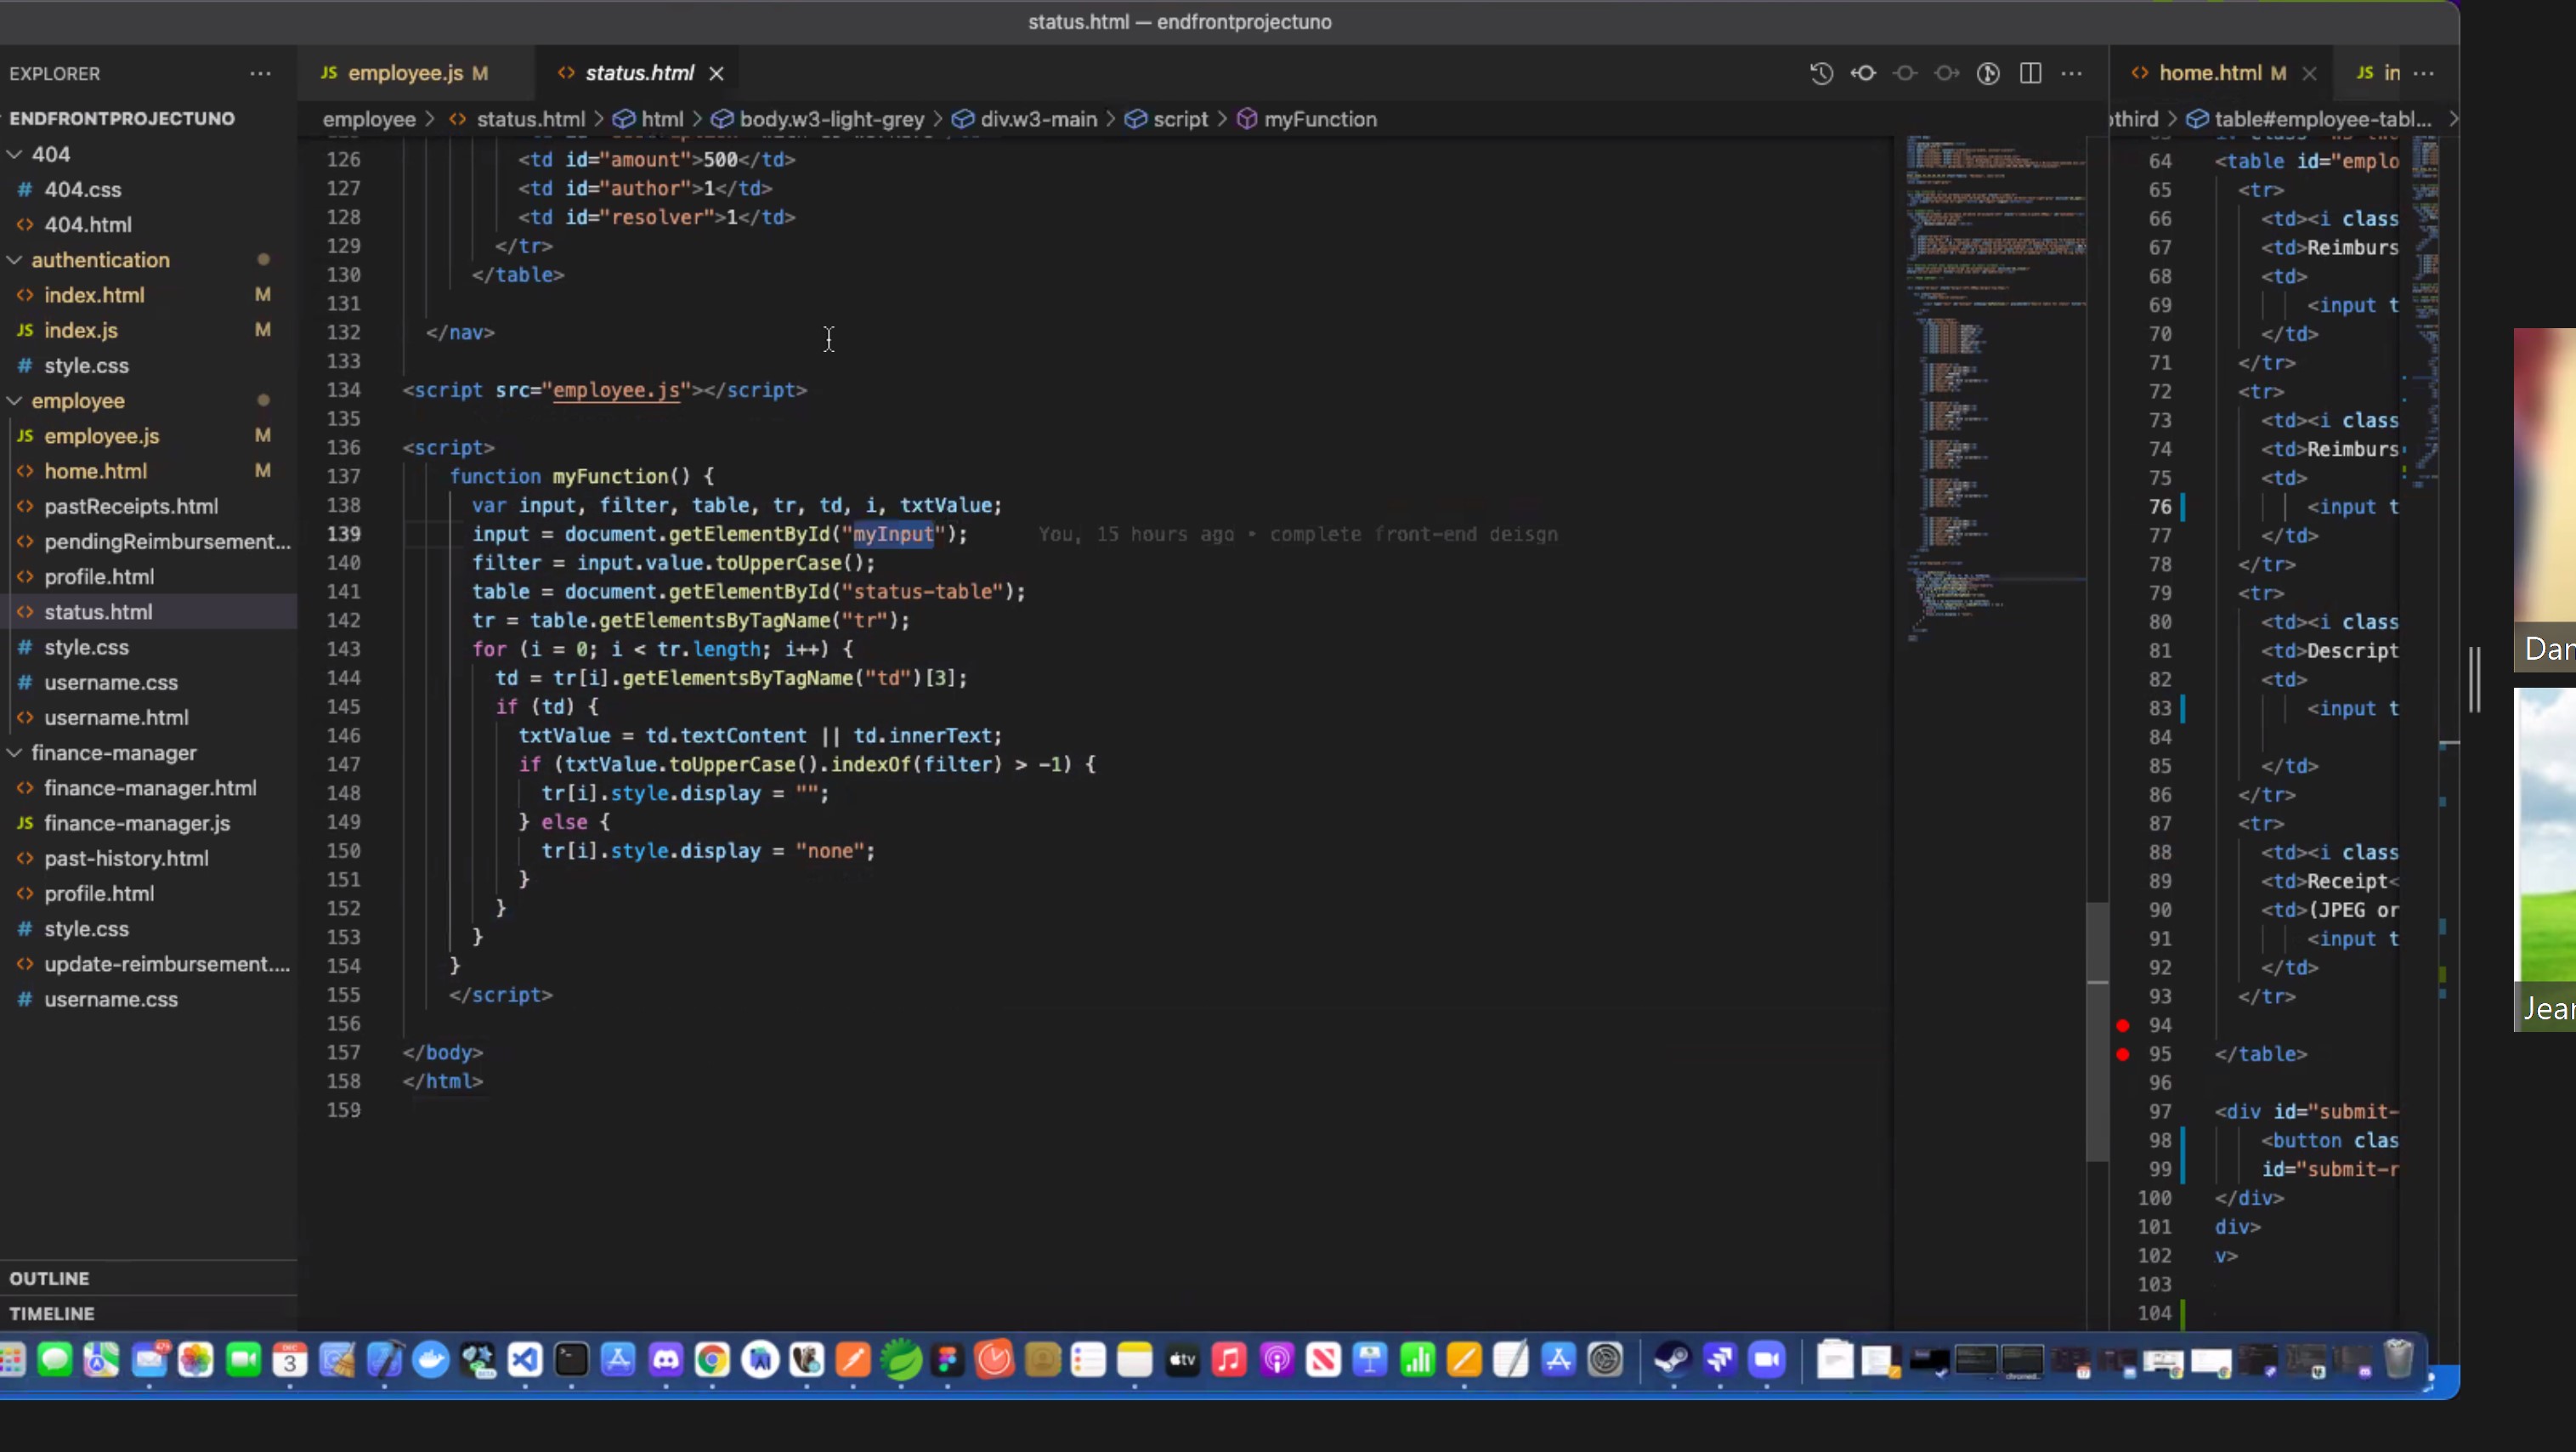 status.html — endfrontprojectuno
EXPLORER
ENDFRONTPROJECTUNO
404
404.css
404.html
authentication
index.html M
index.js M
style.css
employee
employee.js M
home.html M
pastReceipts.html
pendingReimbursement...
profile.html
status.html
style.css
username.css
username.html
finance-manager
finance-manager.html
finance-manager.js
past-history.html
profile.html
style.css
update-reimbursement....
username.css
OUTLINE
TIMELINE
JS employee.js M
status.html
employee > status.html > html > body.w3-light-grey > div.w3-main > script > myFunction
126 <td id="amount">500</td>
127 <td id="author">1</td>
128 <td id="resolver">1</td>
129 </tr>
130 </table>
131
132 </nav>
133
134 <script src="employee.js"></script>
135
136 <script>
137 function myFunction() {
138 var input, filter, table, tr, td, i, txtValue;
139 input = document.getElementById("myInput"); You, 15 hours ago • complete front-end deisgn
140 filter = input.value.toUpperCase();
141 table = document.getElementById("status-table");
142 tr = table.getElementsByTagName("tr");
143 for (i = 0; i < tr.length; i++) {
144 td = tr[i].getElementsByTagName("td")[3];
145 if (td) {
146 txtValue = td.textContent || td.innerText;
147 if (txtValue.toUpperCase().indexOf(filter) > -1) {
148 tr[i].style.display = "";
149 } else {
150 tr[i].style.display = "none";
151 }
152 }
153 }
154 }
155 </script>
156
157 </body>
158 </html>
159
home.html M
JS in
othird > table#employee-tabl... >
64 <table id="emplo
65 <tr>
66 <td><i class
67 <td>Reimburs
68 <td>
69 <input t
70 </td>
71 </tr>
72 <tr>
73 <td><i class
74 <td>Reimburs
75 <td>
76 <input t
77 </td>
78 </tr>
79 <tr>
80 <td><i class
81 <td>Descript
82 <td>
83 <input t
84
85 </td>
86 </tr>
87 <tr>
88 <td><i class
89 <td>Receipt<
90 <td>(JPEG or
91 <input t
92 </td>
93 </tr>
94
95 </table>
96
97 <div id="submit-
98 <button clas
99 id="submit-r
100 </div>
101 div>
102 v>
103
104
Dan
Jean
DEC
3
tv